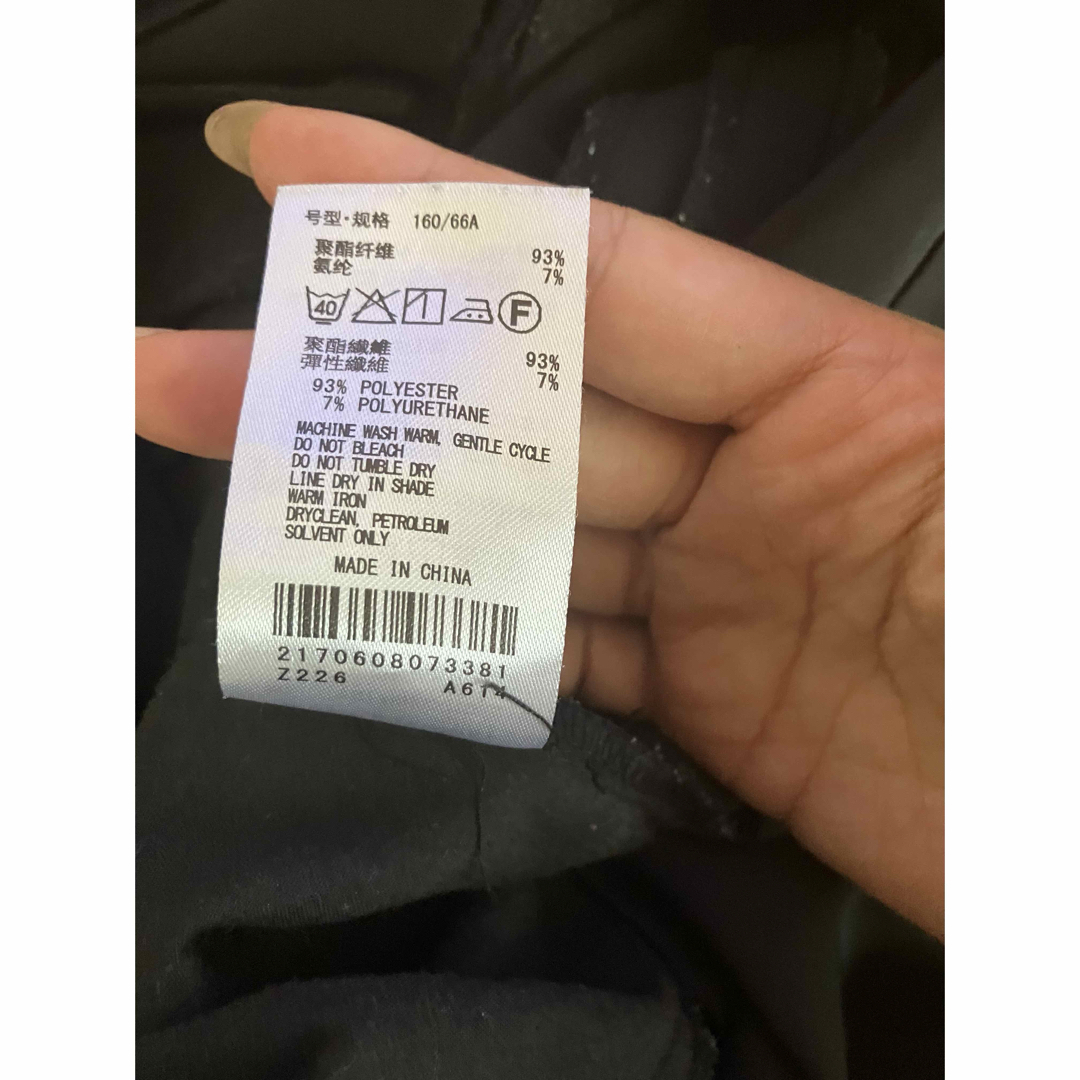 号型·规格 160/66A
聚酯纤维 93%
氨纶 7%
40 F
聚酯纖維 93%
彈性纖維 7%
93% POLYESTER
7% POLYURETHANE
MACHINE WASH WARM, GENTLE CYCLE
DO NOT BLEACH
DO NOT TUMBLE DRY
LINE DRY IN SHADE
WARM IRON
DRYCLEAN, PETROLEUM
SOLVENT ONLY
MADE IN CHINA
2170608073381
Z226 A614